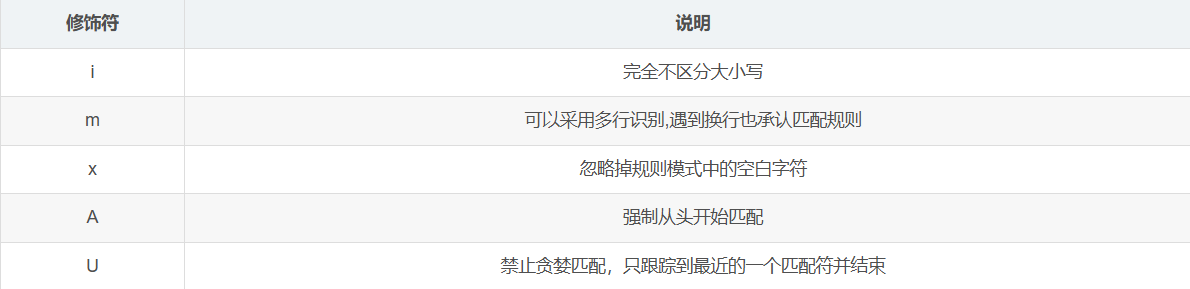 修饰符 说明
i 完全不区分大小写
m 可以采用多行识别,遇到换行也承认匹配规则
x 忽略掉规则模式中的空白字符
A 强制从头开始匹配
U 禁止贪婪匹配，只跟踪到最近的一个匹配符并结束